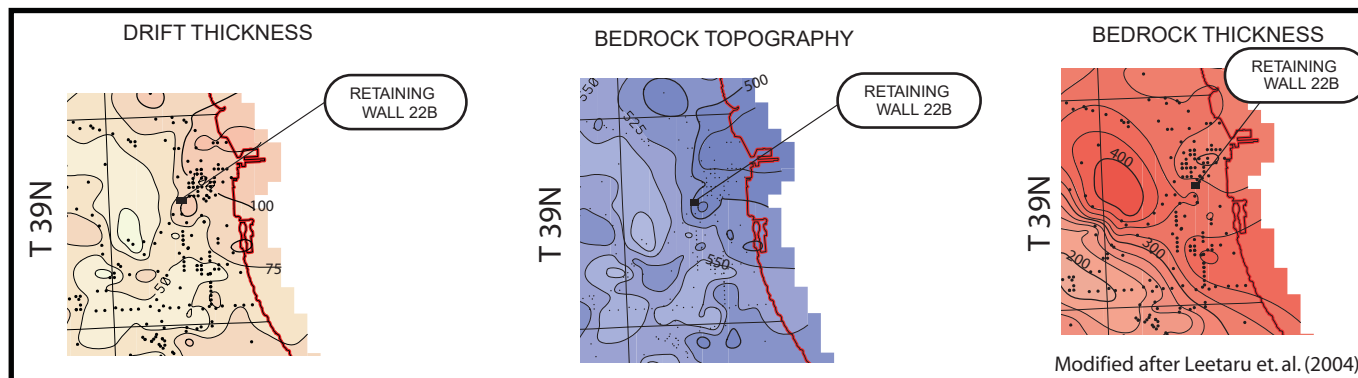 DRIFT THICKNESS
RETAINING
WALL 22B
T 39N
100
75
50
BEDROCK TOPOGRAPHY
RETAINING
WALL 22B
T 39N
550
500
525
550
BEDROCK THICKNESS
RETAINING
WALL 22B
T 39N
400
300
200
Modified after Leetaru et. al. (2004)